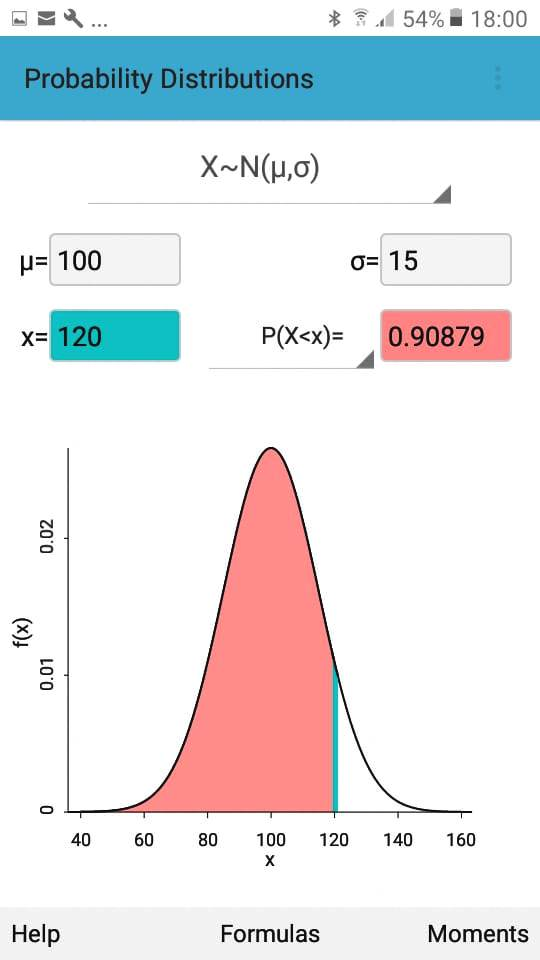 ... 54% 18:00
Probability Distributions
X~N(μ,σ)
μ= 100 σ= 15
x= 120 P(X<x)= 0.90879
f(x)
0.02
0.01
0
40 60 80 100 120 140 160
x
Help Formulas Moments